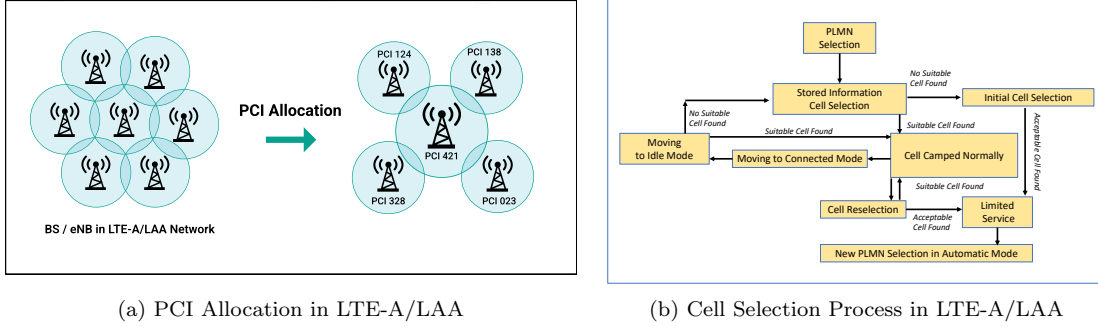 PCI 124
PCI 138
PCI Allocation
PCI 421
PCI 328
PCI 023
BS / eNB in LTE-A/LAA Network
(a) PCI Allocation in LTE-A/LAA
PLMN
Selection
No Suitable
Cell Found
Stored Information
Cell Selection
Initial Cell Selection
No Suitable
Cell Found
Suitable Cell Found
Suitable Cell Found
Acceptable Cell Found
Moving
to Idle Mode
Moving to Connected Mode
Cell Camped Normally
Suitable Cell Found
Cell Reselection
Acceptable
Cell Found
Limited
Service
New PLMN Selection in Automatic Mode
(b) Cell Selection Process in LTE-A/LAA